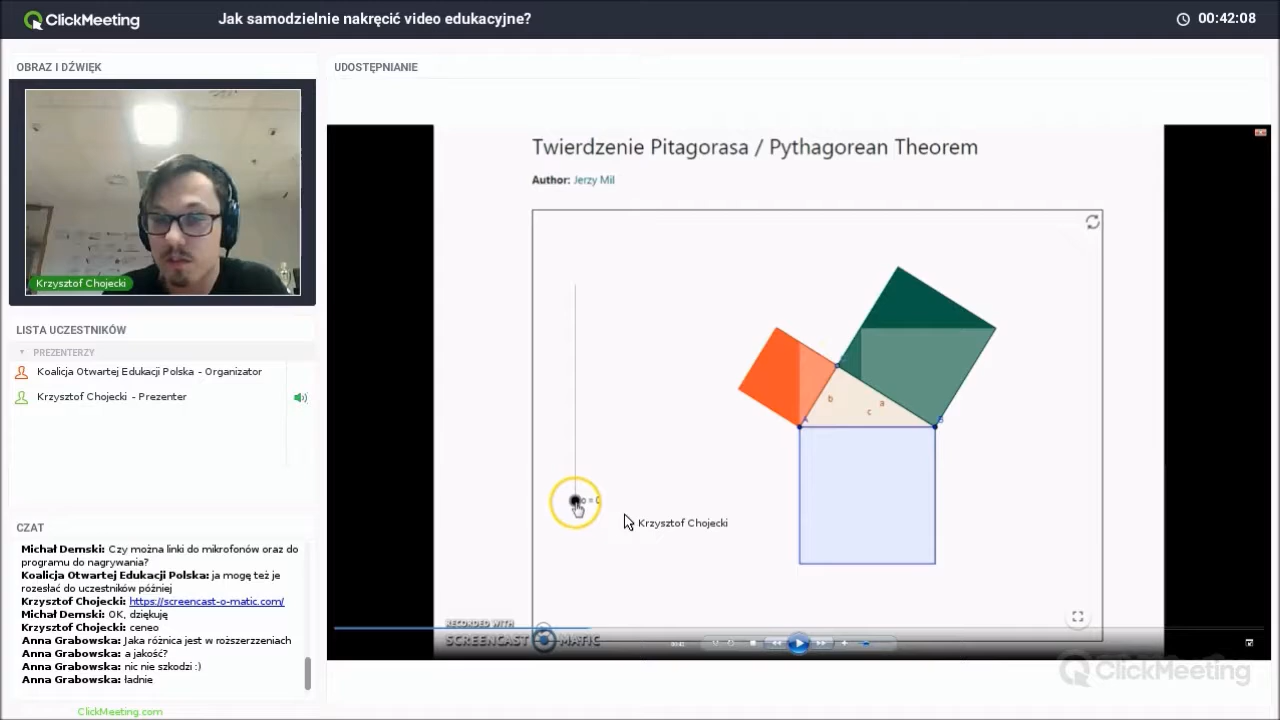 ClickMeeting
Jak samodzielnie nakręcić video edukacyjne?
00:42:08
OBRAZ I DŹWIĘK
Krzysztof Chojecki
LISTA UCZESTNIKÓW
PREZENTERZY
Koalicja Otwartej Edukacji Polska - Organizator
Krzysztof Chojecki - Prezenter
CZAT
Michał Demski: Czy można linki do mikrofonów oraz do
programu do nagrywania?
Koalicja Otwartej Edukacji Polska: ja mogę też je
rozesłać do uczestników później
Krzysztof Chojecki: https://screencast-o-matic.com/
Michał Demski: OK, dziękuję
Krzysztof Chojecki: ceneo
Anna Grabowska: Jaka różnica jest w rozszerzzeniach
Anna Grabowska: a jakość?
Anna Grabowska: nic nie szkodzi :)
Anna Grabowska: ładnie
ClickMeeting.com
UDOSTĘPNIANIE
Twierdzenie Pitagorasa / Pythagorean Theorem
Author: Jerzy Mil
C
b
a
c
A
B
Krzysztof Chojecki
RECORDED WITH
SCREENCAST MATIC
ClickMeeting